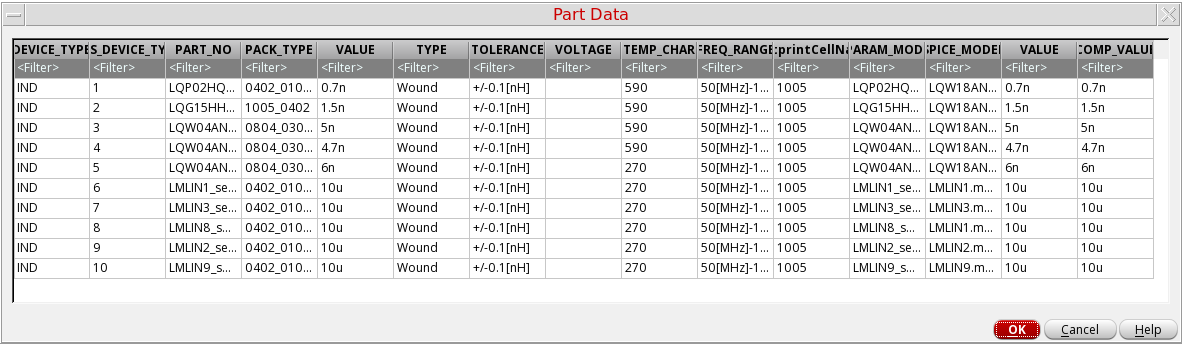 Part Data
DEVICE_TYPE S_DEVICE_TY PART_NO PACK_TYPE VALUE TYPE TOLERANCE VOLTAGE TEMP_CHAR FREQ_RANGE :printCellNa PARAM_MOD SPICE_MODEL VALUE COMP_VALUE
<Filter> <Filter> <Filter> <Filter> <Filter> <Filter> <Filter> <Filter> <Filter> <Filter> <Filter> <Filter> <Filter> <Filter> <Filter>
IND 1 LQP02HQ... 0402_010... 0.7n Wound +/-0.1[nH] 590 50[MHz]-1... 1005 LQP02HQ... LQW18AN... 0.7n 0.7n
IND 2 LQG15HH... 1005_0402 1.5n Wound +/-0.1[nH] 590 50[MHz]-1... 1005 LQG15HH... LQW18AN... 1.5n 1.5n
IND 3 LQW04AN... 0804_030... 5n Wound +/-0.1[nH] 590 50[MHz]-1... 1005 LQW04AN... LQW18AN... 5n 5n
IND 4 LQW04AN... 0804_030... 4.7n Wound +/-0.1[nH] 590 50[MHz]-1... 1005 LQW04AN... LQW18AN... 4.7n 4.7n
IND 5 LQW04AN... 0804_030... 6n Wound +/-0.1[nH] 270 50[MHz]-1... 1005 LQW04AN... LQW18AN... 6n 6n
IND 6 LMLIN1_se... 0402_010... 10u Wound +/-0.1[nH] 270 50[MHz]-1... 1005 LMLIN1_se... LMLIN1.m... 10u 10u
IND 7 LMLIN3_se... 0402_010... 10u Wound +/-0.1[nH] 270 50[MHz]-1... 1005 LMLIN3_se... LMLIN3.m... 10u 10u
IND 8 LMLIN8_s... 0402_010... 10u Wound +/-0.1[nH] 270 50[MHz]-1... 1005 LMLIN8_s... LMLIN1.m... 10u 10u
IND 9 LMLIN2_se... 0402_010... 10u Wound +/-0.1[nH] 270 50[MHz]-1... 1005 LMLIN2_se... LMLIN2.m... 10u 10u
IND 10 LMLIN9_s... 0402_010... 10u Wound +/-0.1[nH] 270 50[MHz]-1... 1005 LMLIN9_s... LMLIN9.m... 10u 10u
OK Cancel Help